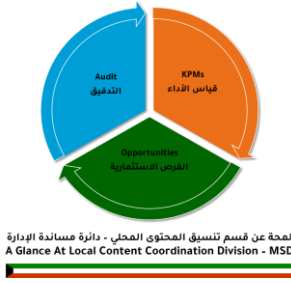 Audit
التدقيق
KPMs
قياس الأداء
Opportunities
الفرص الاستثمارية
لمحة عن قسم تنسيق المحتوى المحلي - دائرة مساندة الإدارة
A Glance At Local Content Coordination Division - MSD